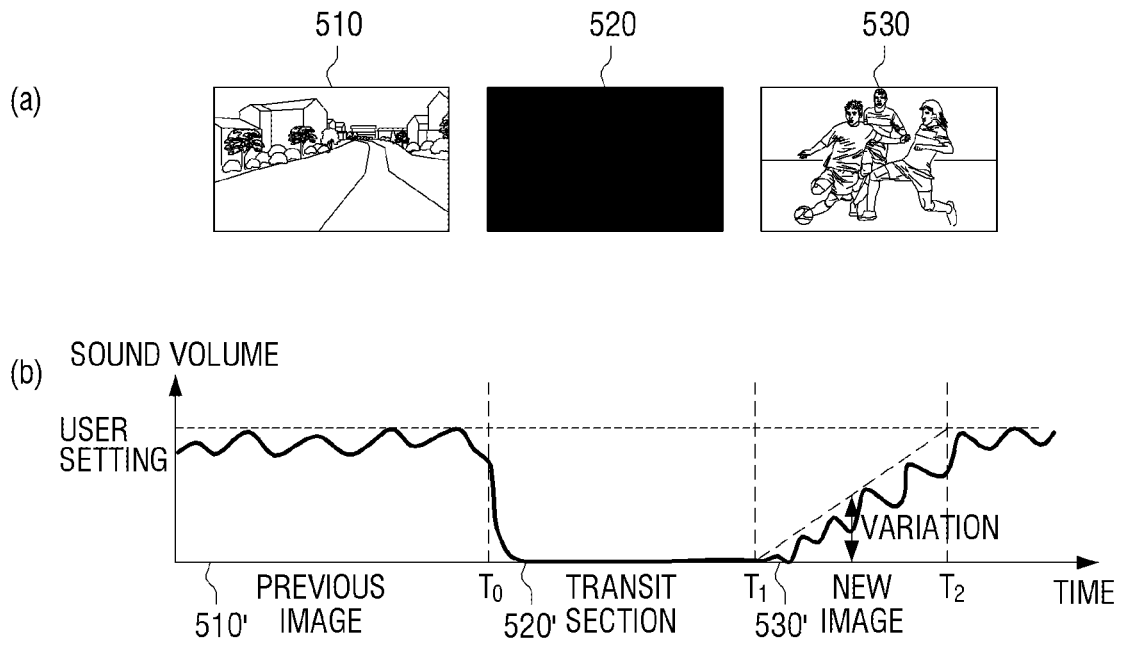 510 520 530
(a)
(b)
SOUND VOLUME
USER
SETTING
VARIATION
PREVIOUS T0 TRANSIT T1 NEW T2 TIME
510' IMAGE 520' SECTION 530' IMAGE